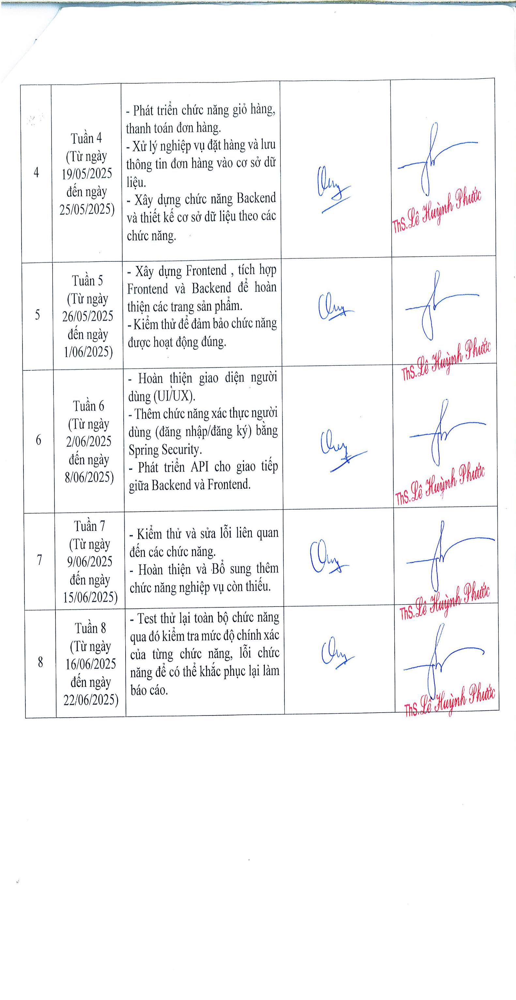 4
Tuần 4
(Từ ngày
19/05/2025
đến ngày
25/05/2025)
- Phát triển chức năng giỏ hàng,
thanh toán đơn hàng.
- Xử lý nghiệp vụ đặt hàng và lưu
thông tin đơn hàng vào cơ sở dữ
liệu.
- Xây dựng chức năng Backend
và thiết kế cơ sở dữ liệu theo các
chức năng.
ThS. Lê Huỳnh Phước
5
Tuần 5
(Từ ngày
26/05/2025
đến ngày
1/06/2025)
- Xây dựng Frontend , tích hợp
Frontend và Backend để hoàn
thiện các trang sản phẩm.
- Kiểm thử để đảm bảo chức năng
được hoạt động đúng.
ThS. Lê Huỳnh Phước
6
Tuần 6
(Từ ngày
2/06/2025
đến ngày
8/06/2025)
- Hoàn thiện giao diện người
dùng (UI/UX).
- Thêm chức năng xác thực người
dùng (đăng nhập/đăng ký) bằng
Spring Security.
- Phát triển API cho giao tiếp
giữa Backend và Frontend.
ThS. Lê Huỳnh Phước
7
Tuần 7
(Từ ngày
9/06/2025
đến ngày
15/06/2025)
- Kiểm thử và sửa lỗi liên quan
đến các chức năng.
- Hoàn thiện và Bổ sung thêm
chức năng nghiệp vụ còn thiếu.
ThS. Lê Huỳnh Phước
8
Tuần 8
(Từ ngày
16/06/2025
đến ngày
22/06/2025)
- Test thử lại toàn bộ chức năng
qua đó kiểm tra mức độ chính xác
của từng chức năng, lỗi chức
năng để có thể khắc phục lại làm
báo cáo.
ThS. Lê Huỳnh Phước